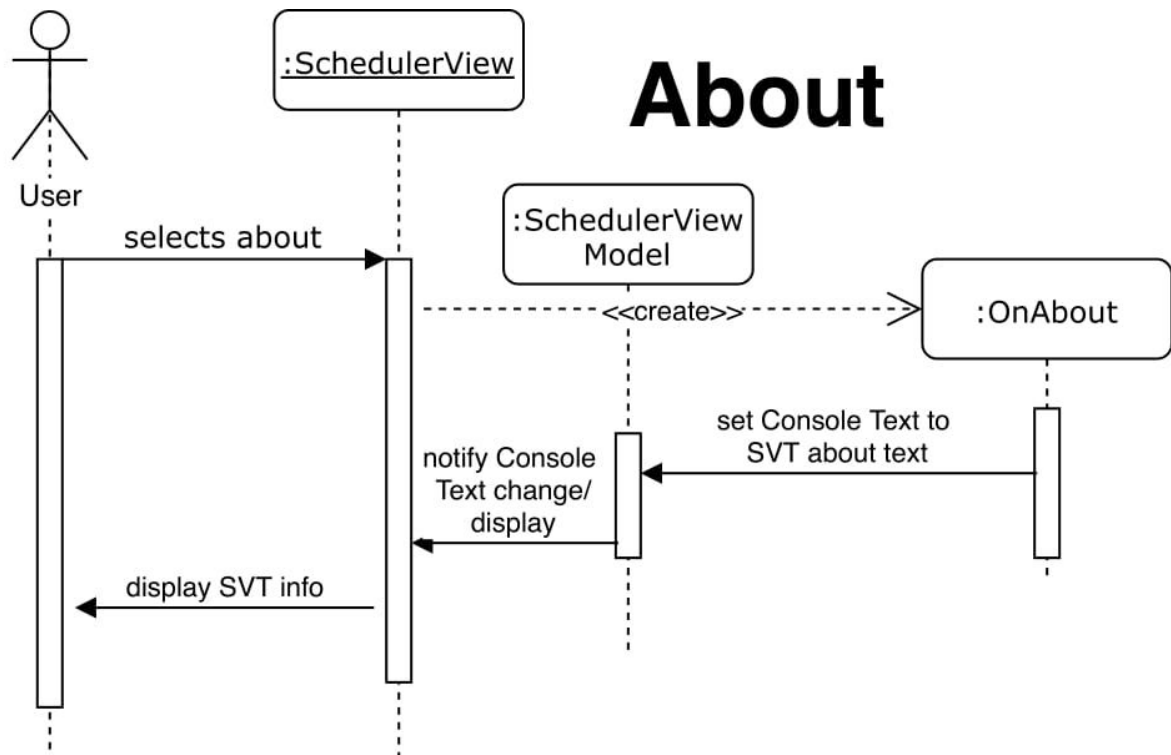 :SchedulerView
About
User
:SchedulerView
Model
selects about
<<create>>
:OnAbout
set Console Text to
SVT about text
notify Console
Text change/
display
display SVT info